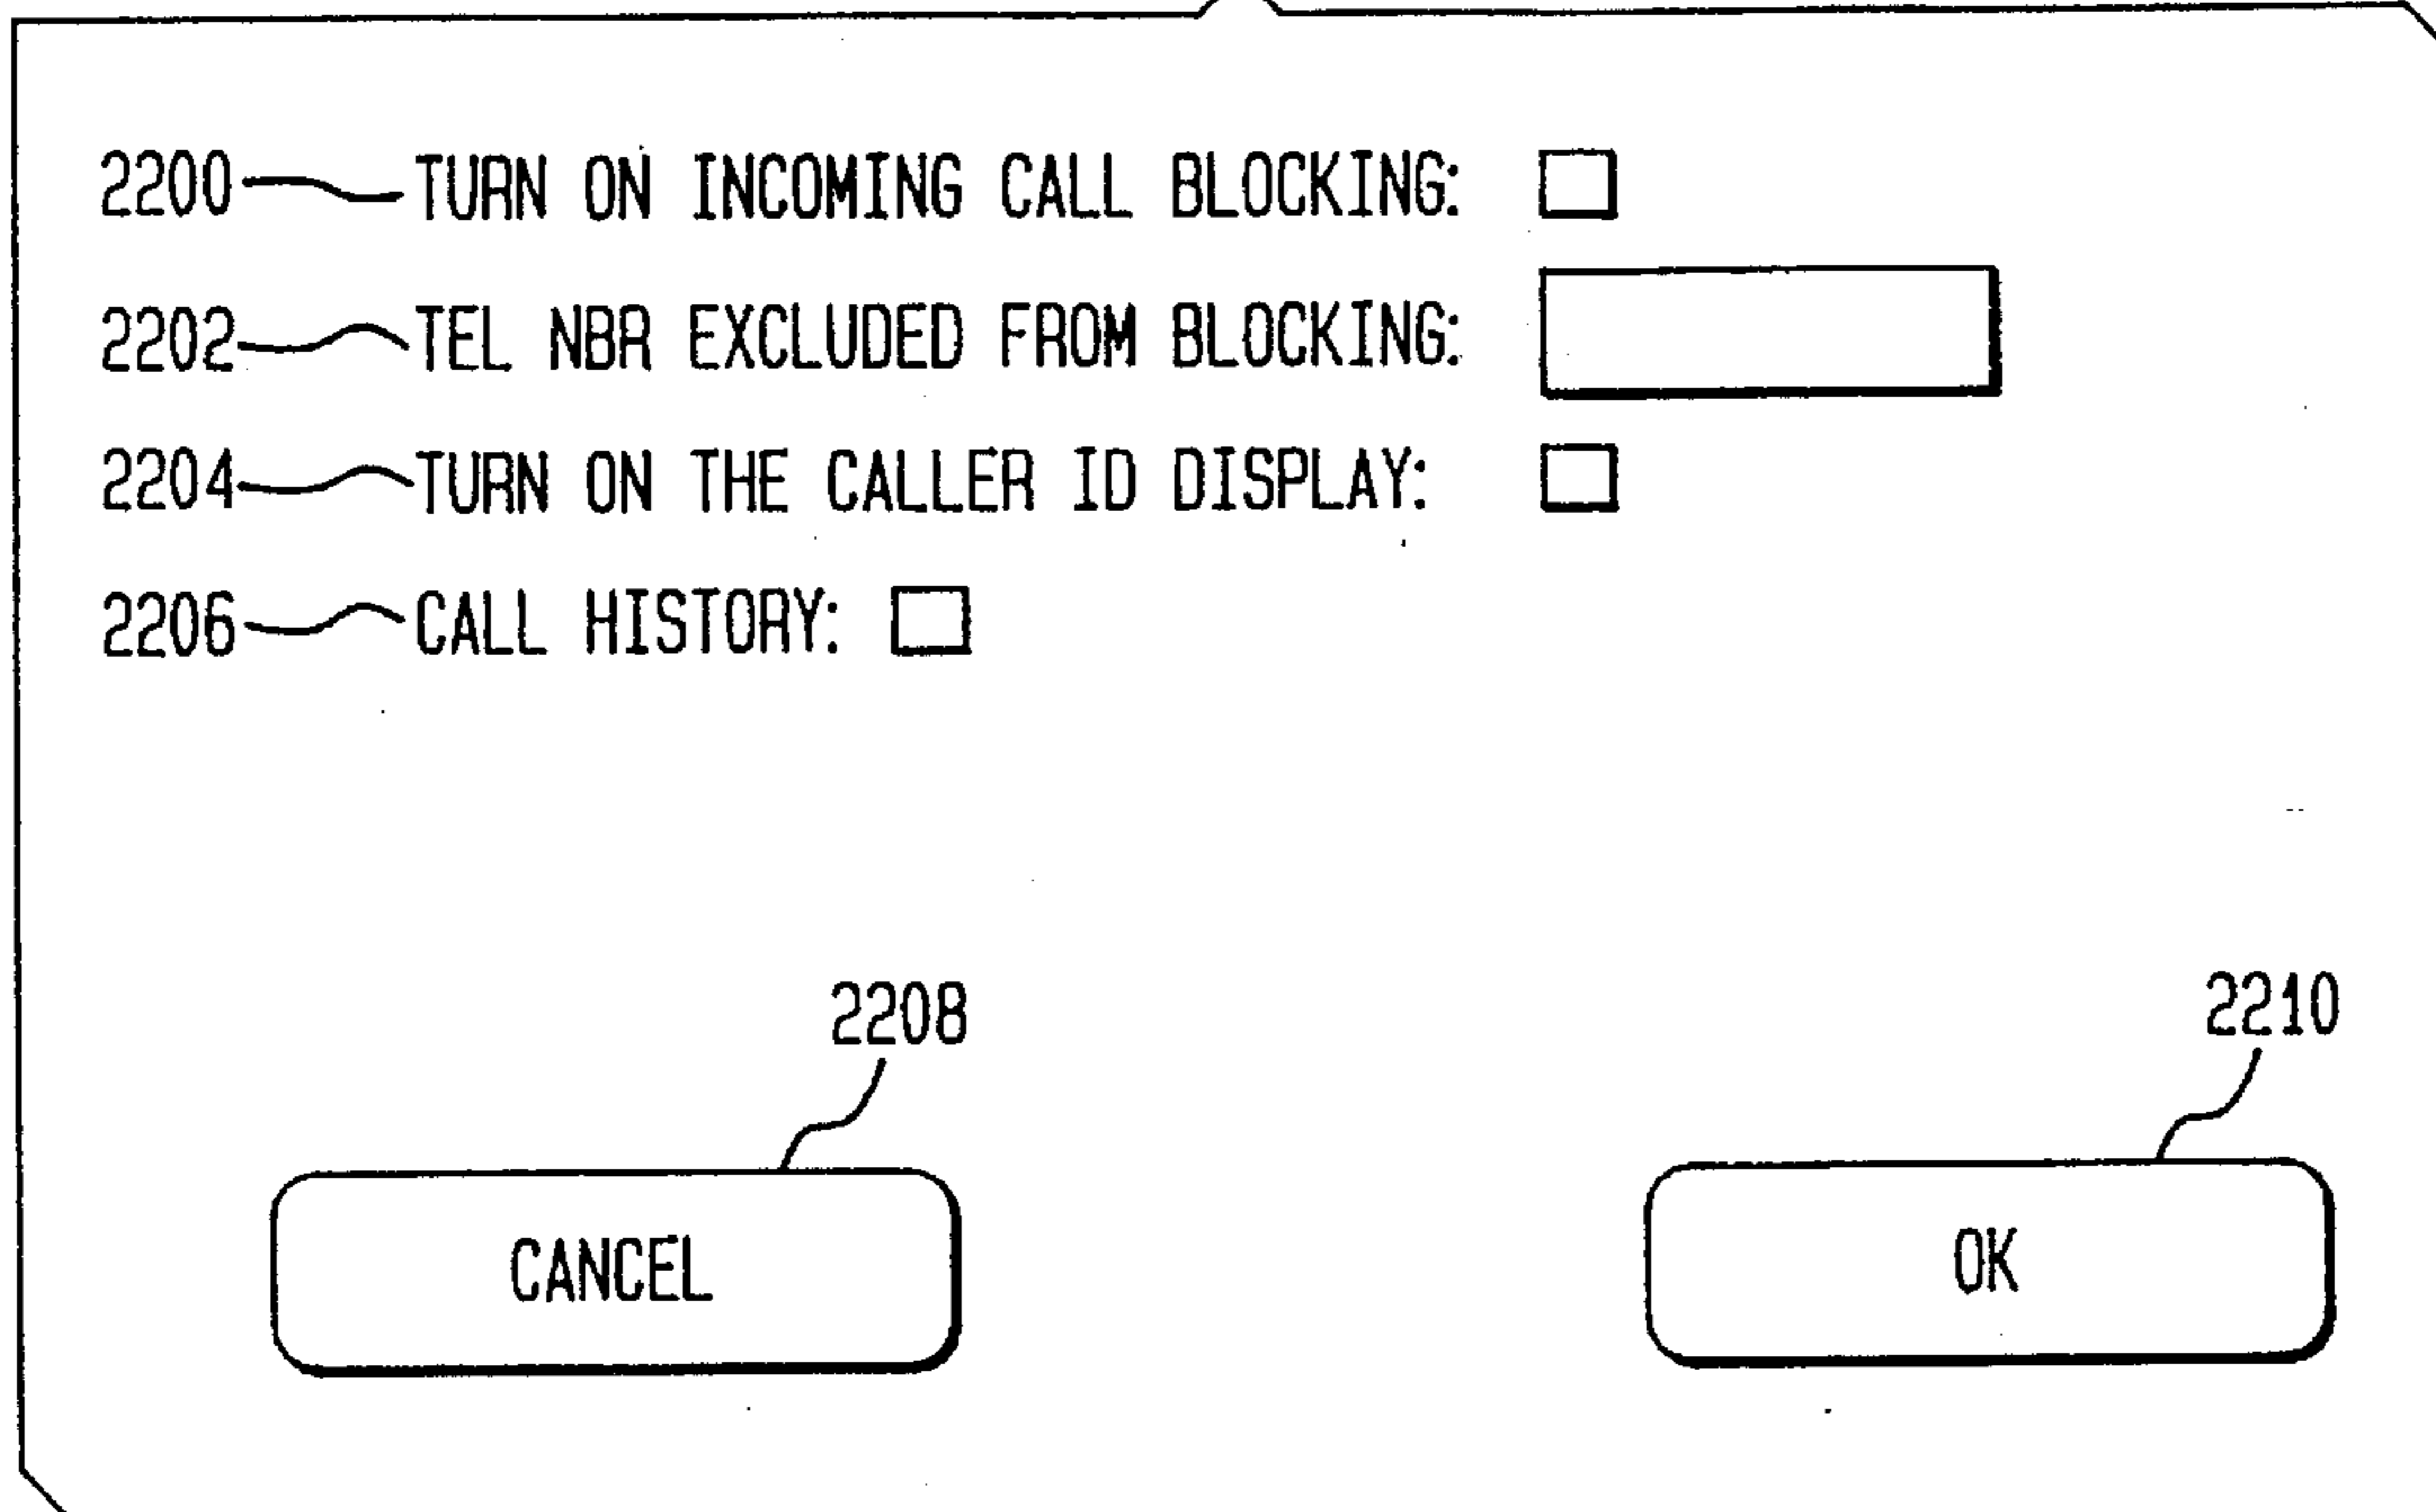 2200 TURN ON INCOMING CALL BLOCKING:
2202 TEL NBR EXCLUDED FROM BLOCKING:
2204 TURN ON THE CALLER ID DISPLAY:
2206 CALL HISTORY:
2208
2210
CANCEL
OK